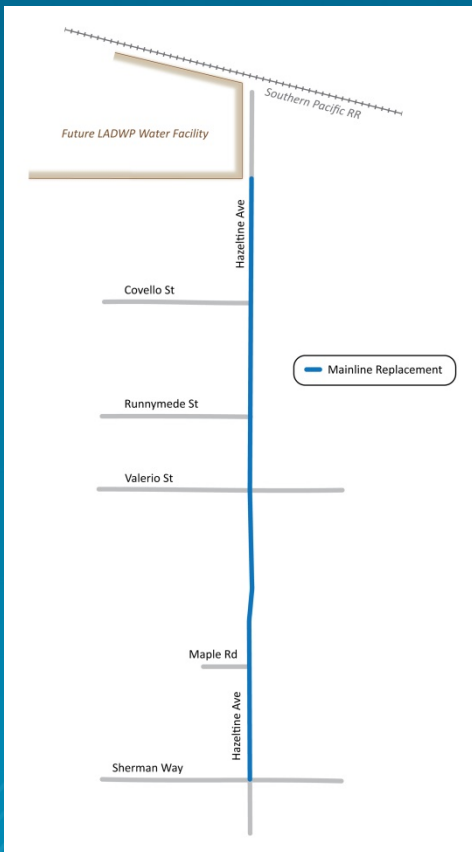 Southern Pacific RR
Future LADWP Water Facility
Hazeltine Ave
Covello St
Mainline Replacement
Runnymede St
Valerio St
Maple Rd
Hazeltine Ave
Sherman Way